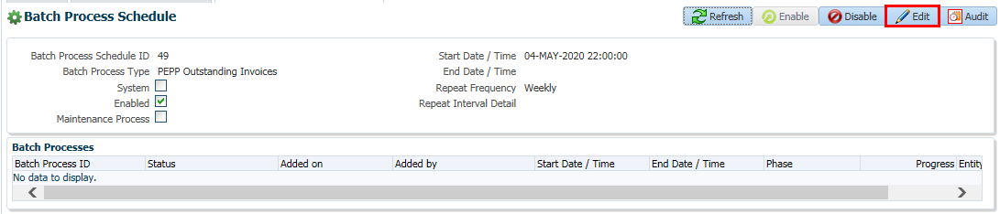 Batch Process Schedule
Refresh Enable Disable Edit Audit
Batch Process Schedule ID 49 Start Date / Time 04-MAY-2020 22:00:00
Batch Process Type PEPP Outstanding Invoices End Date / Time
System Repeat Frequency Weekly
Enabled Repeat Interval Detail
Maintenance Process
Batch Processes
Batch Process ID Status Added on Added by Start Date / Time End Date / Time Phase Progress Entity
No data to display.